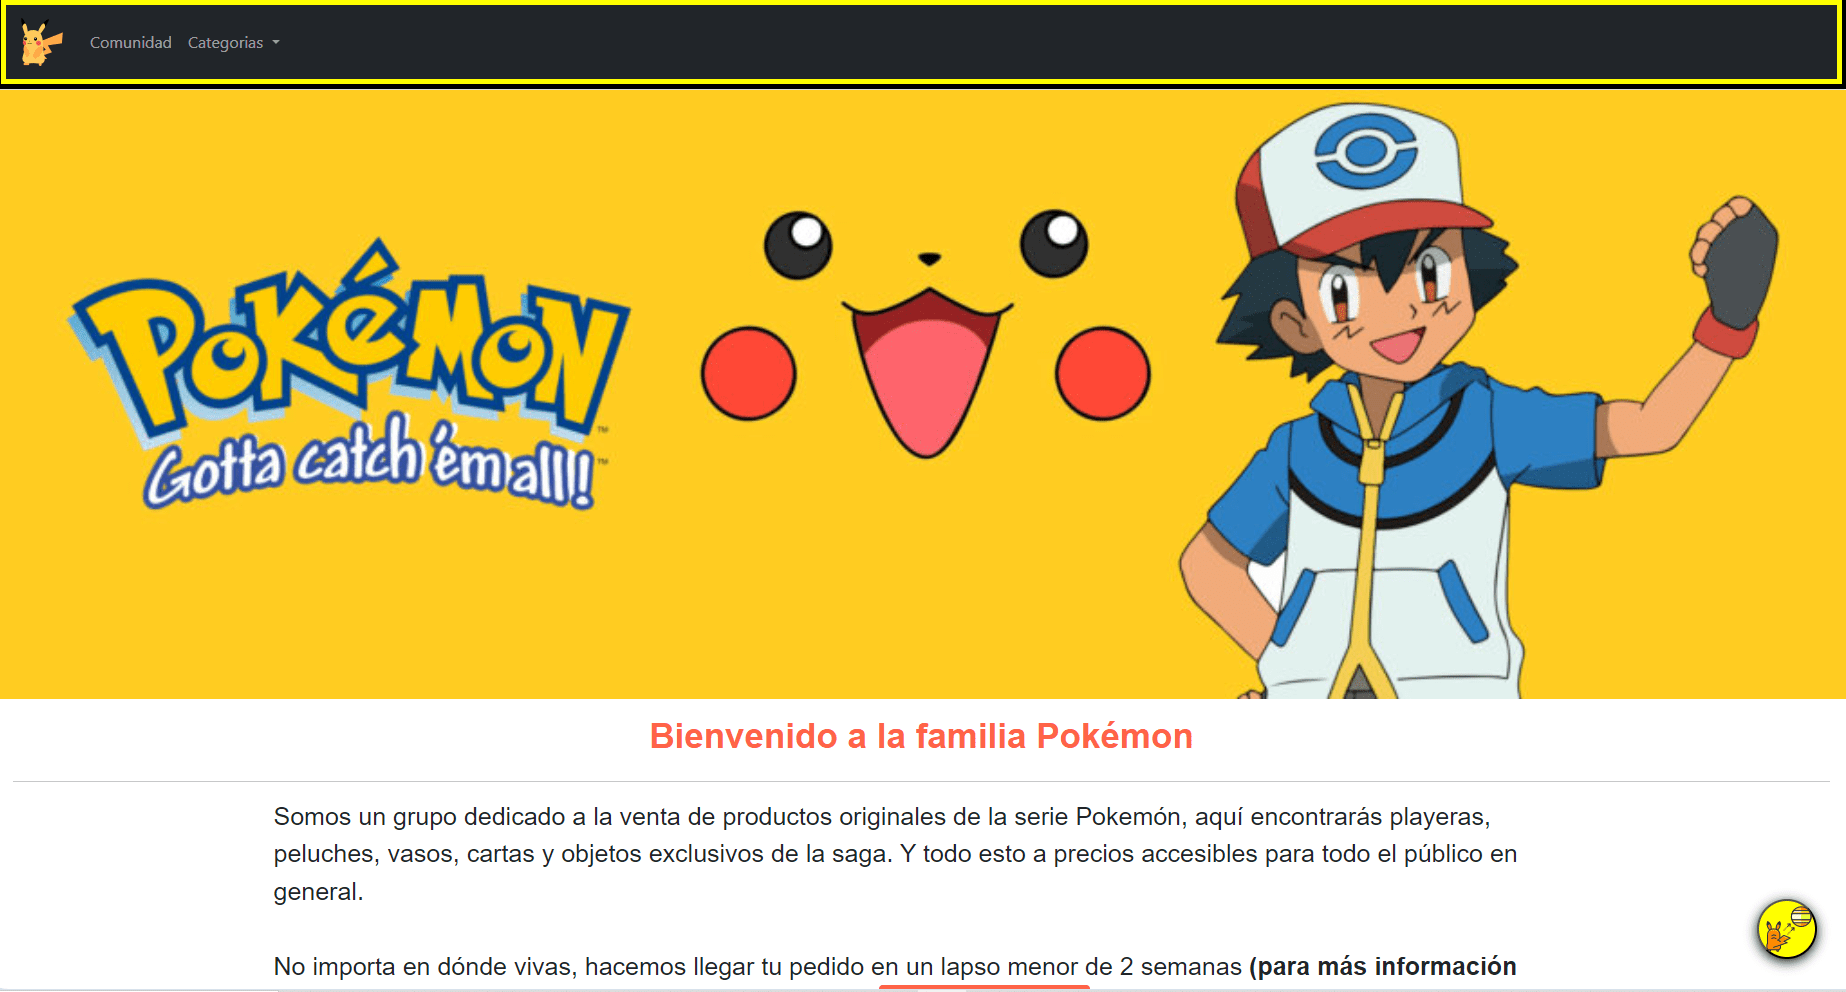 Comunidad Categorias
POKéMON
TM
Gotta catch 'em all!!
TM
Bienvenido a la familia Pokémon
Somos un grupo dedicado a la venta de productos originales de la serie Pokemón, aquí encontrarás playeras,
peluches, vasos, cartas y objetos exclusivos de la saga. Y todo esto a precios accesibles para todo el público en
general.
No importa en dónde vivas, hacemos llegar tu pedido en un lapso menor de 2 semanas (para más información